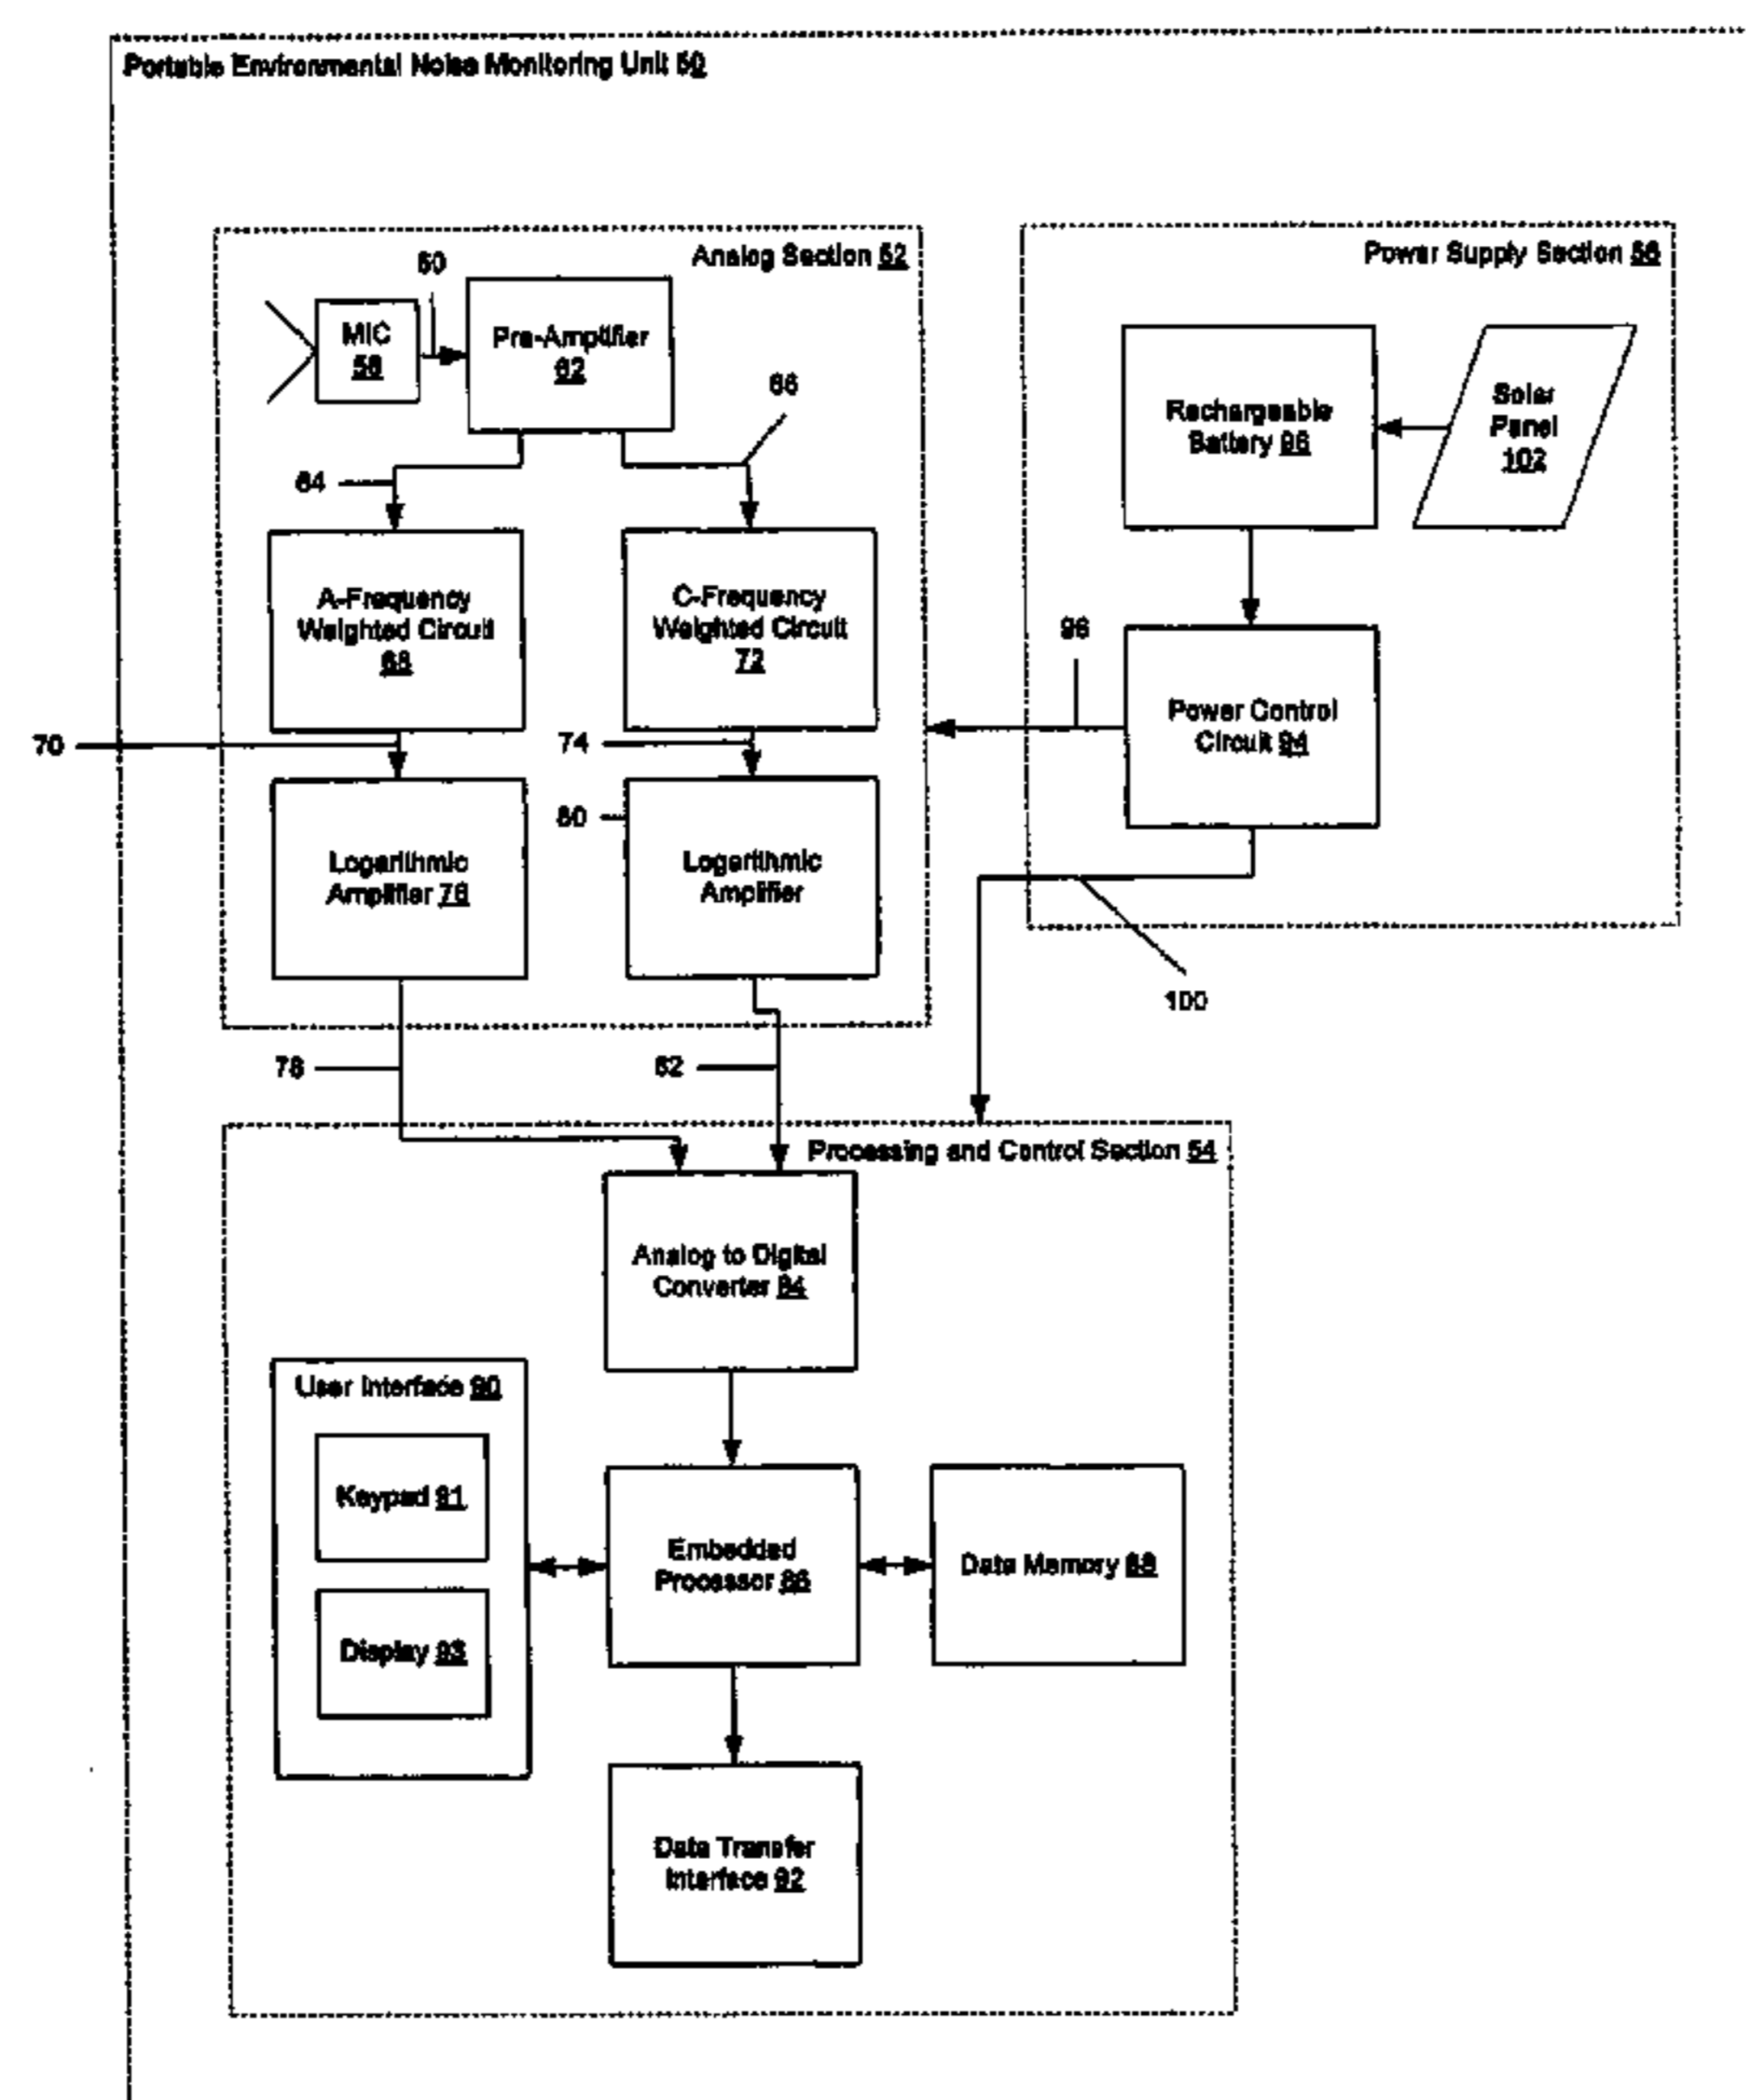 Portable Environmental Noise Monitoring Unit 50
Analog Section 52
60
MIC
58
Pre-Amplifier
62
66
64
A-Frequency
Weighted Circuit
68
C-Frequency
Weighted Circuit
72
70
74
80
Logarithmic
Amplifier 76
Logarithmic
Amplifier
78
82
Power Supply Section 56
Rechargeable
Battery 96
Solar
Panel
102
98
Power Control
Circuit 94
100
Processing and Control Section 54
Analog to Digital
Converter 84
User Interface 90
Keypad 91
Display 93
Embedded
Processor 86
Data Memory 88
Data Transfer
Interface 92